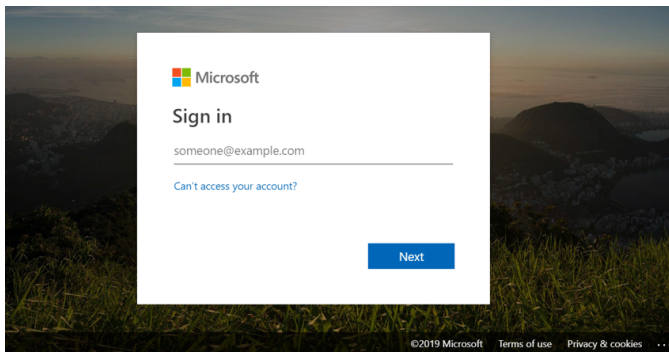 Microsoft
Sign in
someone@example.com
Can't access your account?
Next
©2019 Microsoft Terms of use Privacy & cookies ..